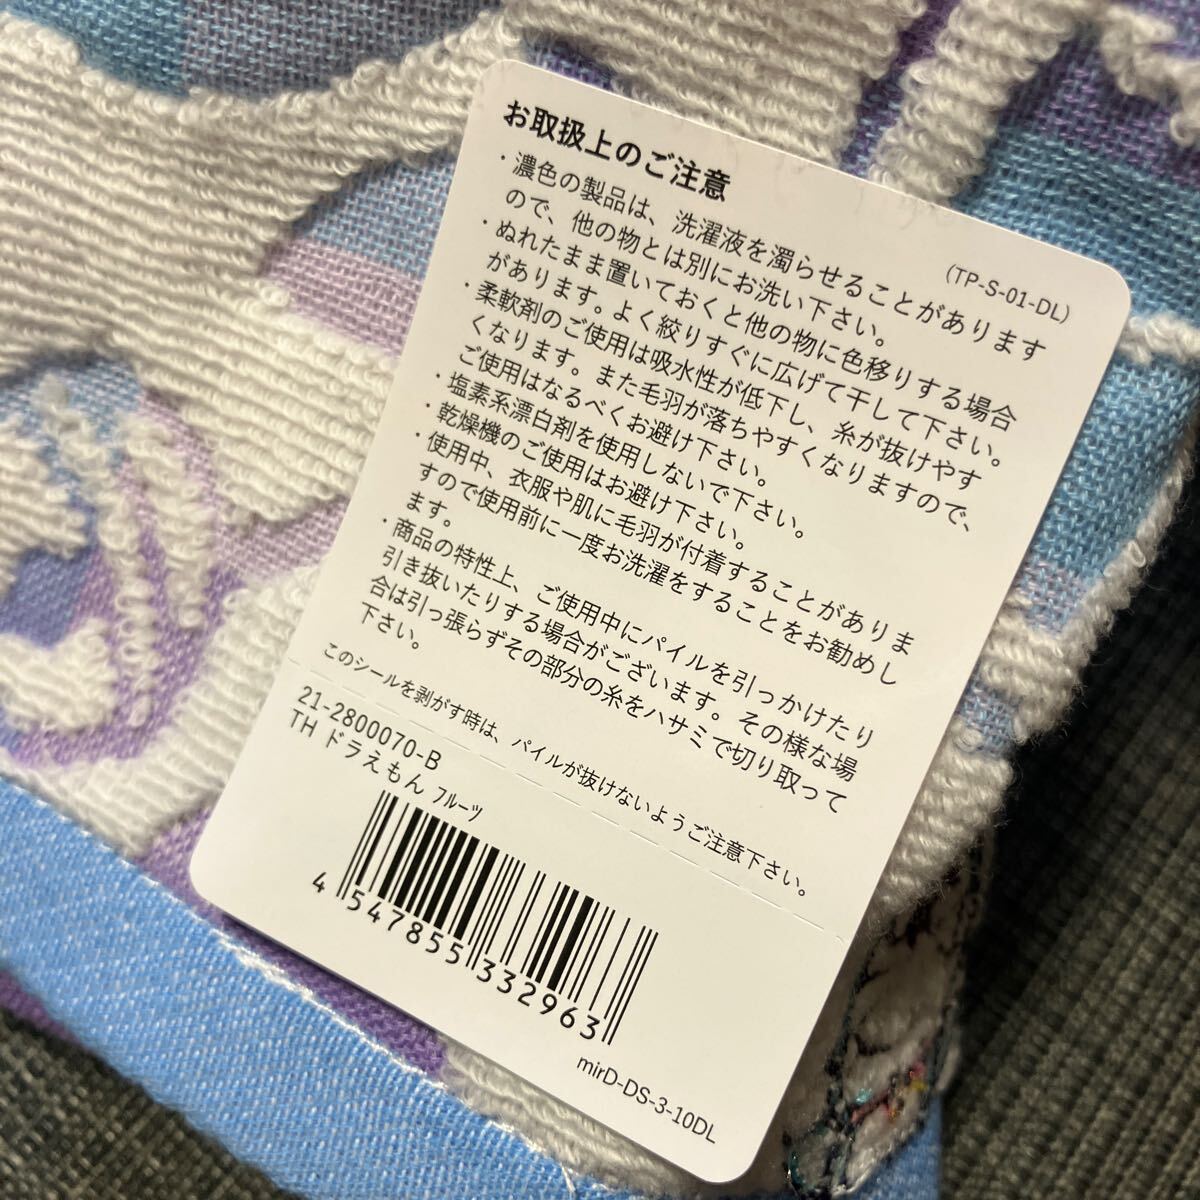 お取扱上のご注意
(TP-S-01-DL)
・濃色の製品は、洗濯液を濁らせることがあります
ので、他の物とは別にお洗い下さい。
・ぬれたまま置いておくと他の物に色移りする場合
があります。よく絞りすぐに広げて干して下さい。
・柔軟剤のご使用は吸水性が低下し、糸が抜けやす
くなります。また毛羽が落ちやすくなりますので、
ご使用はなるべくお避け下さい。
・塩素系漂白剤を使用しないで下さい。
・乾燥機のご使用はお避け下さい。
・使用中、衣服や肌に毛羽が付着することがありま
すので使用前に一度お洗濯をすることをお勧めし
ます。
・商品の特性上、ご使用中にパイルを引っかけたり
引き抜いたりする場合がございます。その様な場
合は引っ張らずその部分の糸をハサミで切り取って
下さい。
このシールを剥がす時は、パイルが抜けないようご注意下さい。
21-2800070-B
TH ドラえもん フルーツ
4 547855 332963
mirD-DS-3-10DL